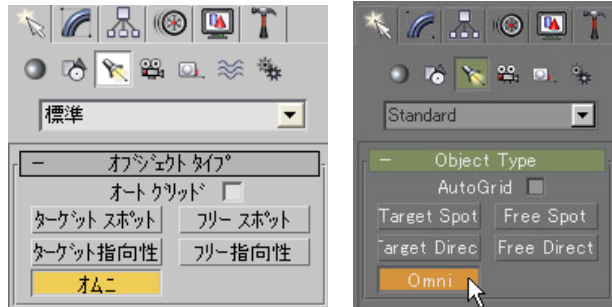 標準
－ オブジェクト タイプ
オート グリッド
ターゲット スポット フリー スポット
ターゲット指向性 フリー指向性
オムニ
Standard
－ Object Type
AutoGrid
Target Spot Free Spot
Target Direc Free Direct
Omni